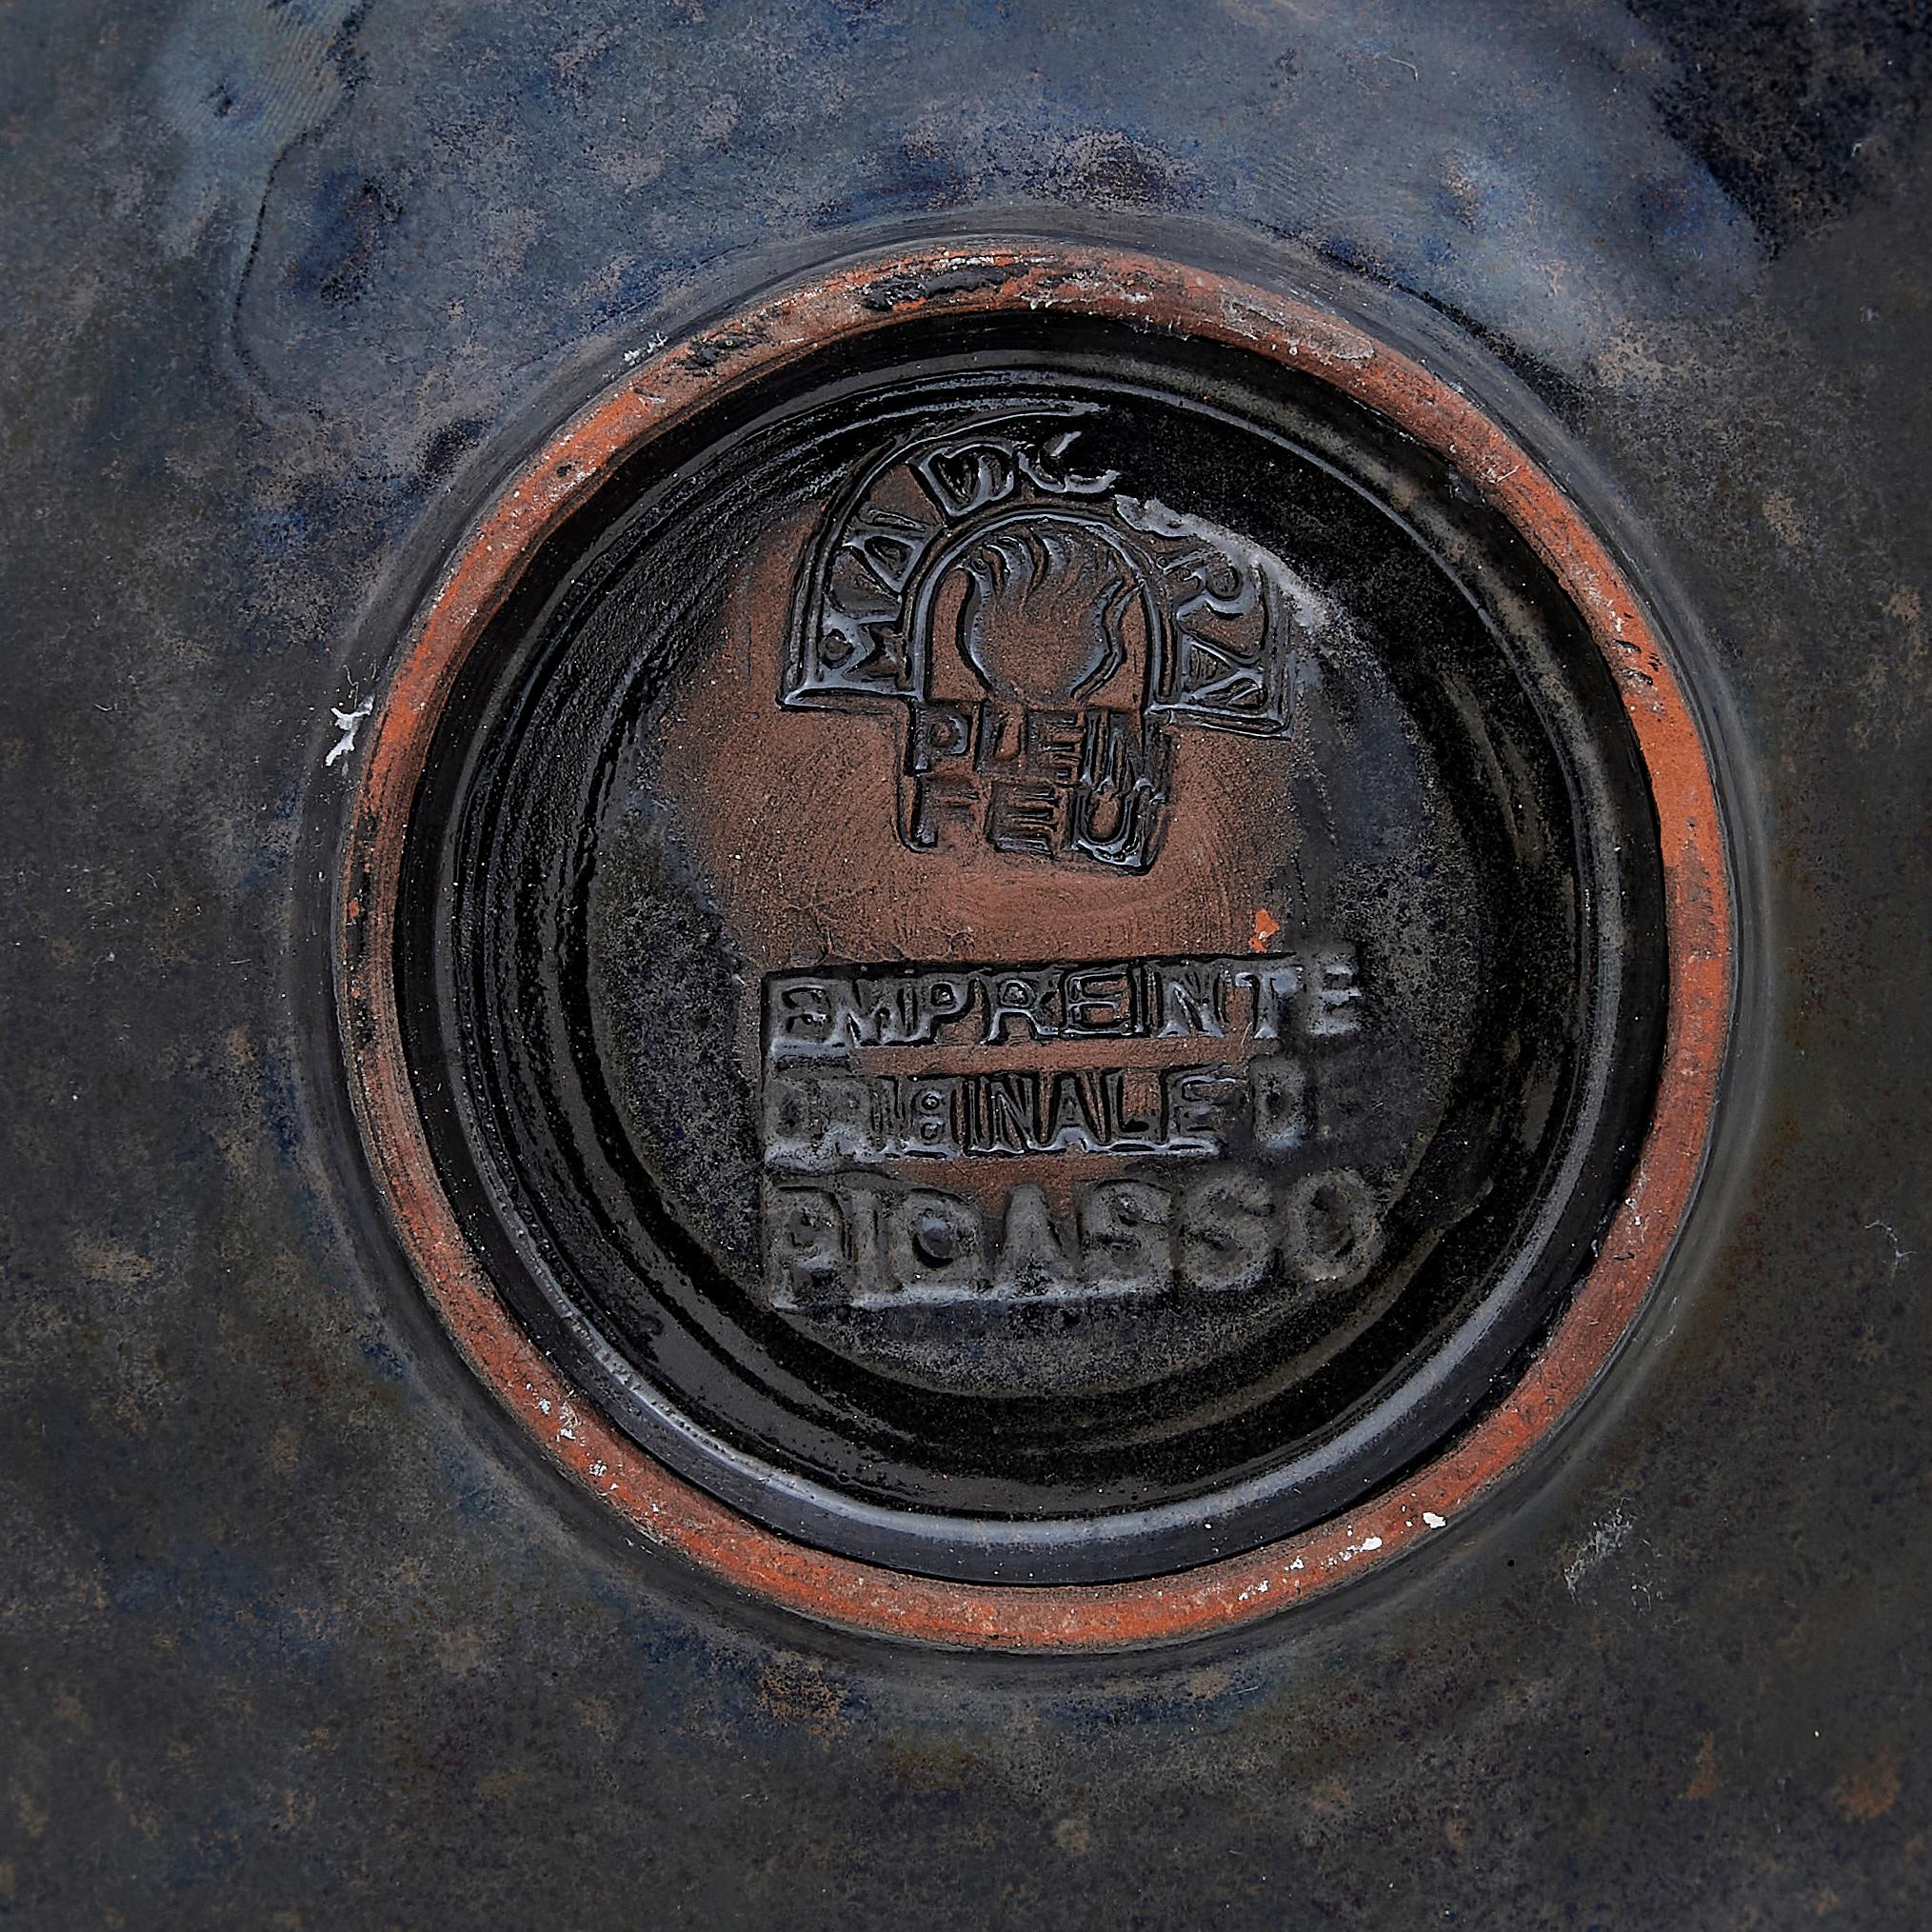 MADOURA
PLEIN
FEU
EMPREINTE
ORIGINALE DE
PICASSO